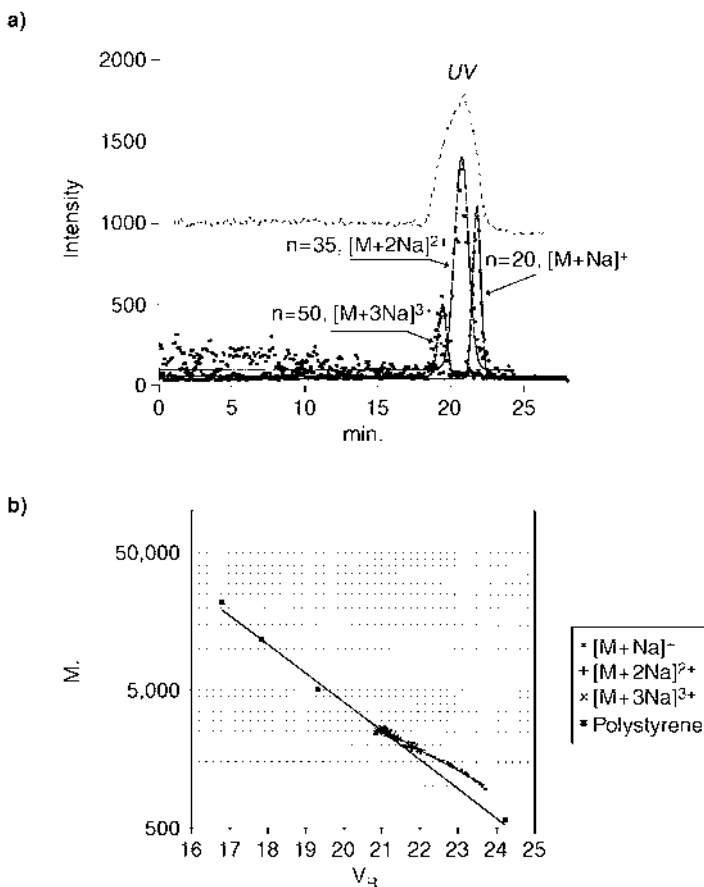 a)
2000
UV
1500
Intensity
1000
n=35, [M+2Na]2
n=20, [M+Na]+
500
n=50, [M+3Na]3+
0
0 5 10 15 20 25
min.
b)
50,000
M.
5,000
500
16 17 18 19 20 21 22 23 24 25
VR
[M+Na]+
[M+2Na]2+
[M+3Na]3+
Polystyrene